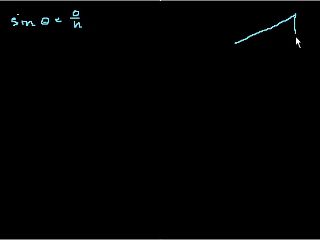 sin θ = o/h